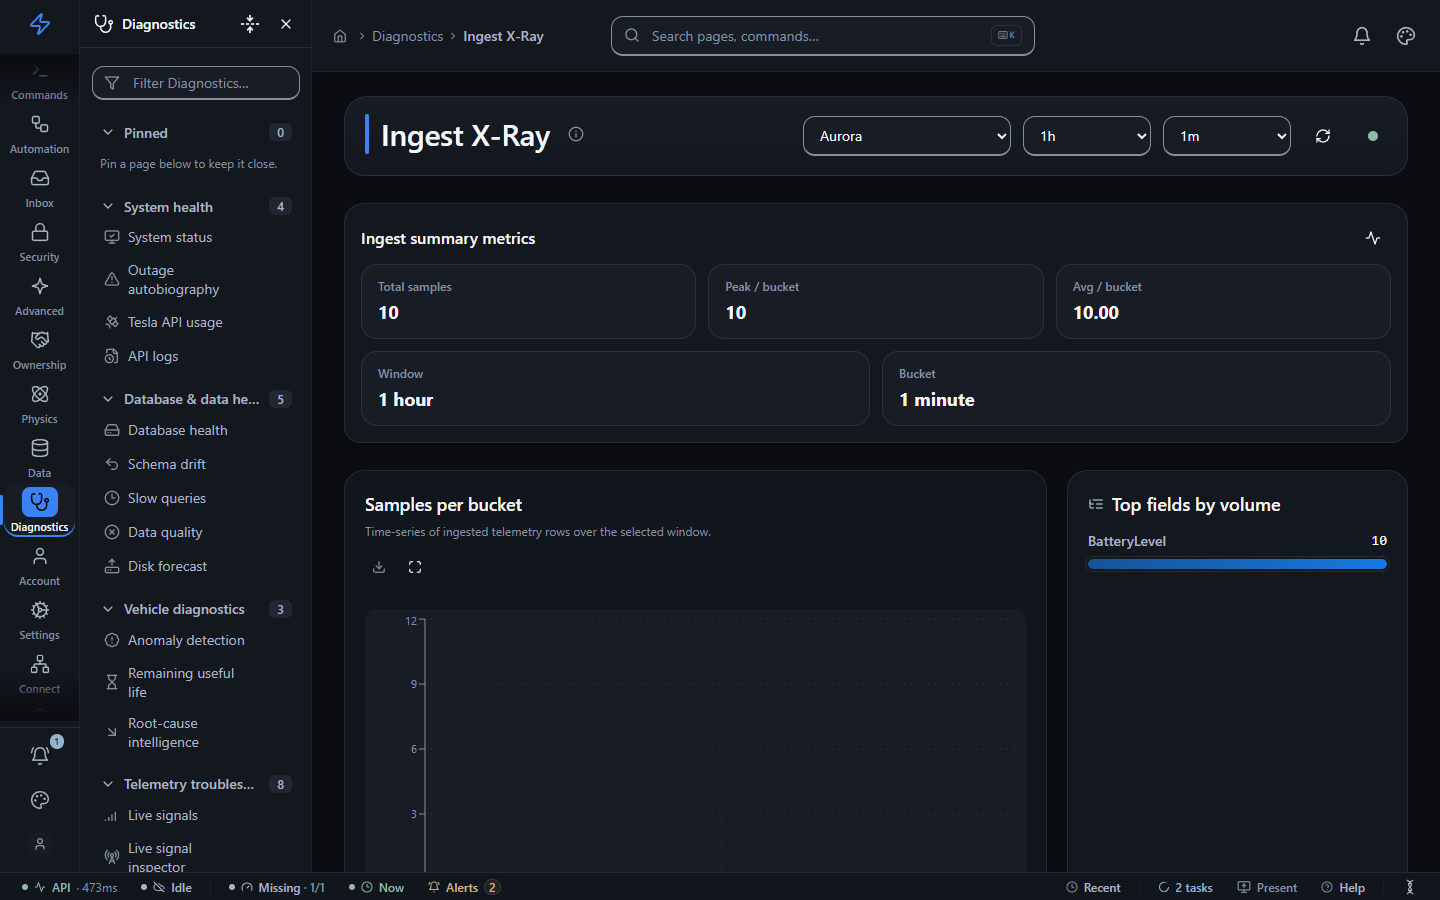 Diagnostics
Diagnostics
Ingest X-Ray
Search pages, commands...
K
Commands
Automation
Inbox
Security
Advanced
Ownership
Physics
Data
Diagnostics
Account
Settings
Connect
1
Filter Diagnostics...
Pinned
0
Pin a page below to keep it close.
System health
4
System status
Outage
autobiography
Tesla API usage
API logs
Database & data he...
5
Database health
Schema drift
Slow queries
Data quality
Disk forecast
Vehicle diagnostics
3
Anomaly detection
Remaining useful
life
Root-cause
intelligence
Telemetry troubles...
8
Live signals
Live signal
inspector
Ingest X-Ray
Aurora
1h
1m
Ingest summary metrics
Total samples
10
Peak / bucket
10
Avg / bucket
10.00
Window
1 hour
Bucket
1 minute
Samples per bucket
Time-series of ingested telemetry rows over the selected window.
12
9
6
3
Top fields by volume
BatteryLevel
10
API · 473ms
Idle
Missing · 1/1
Now
Alerts 2
Recent
2 tasks
Present
Help